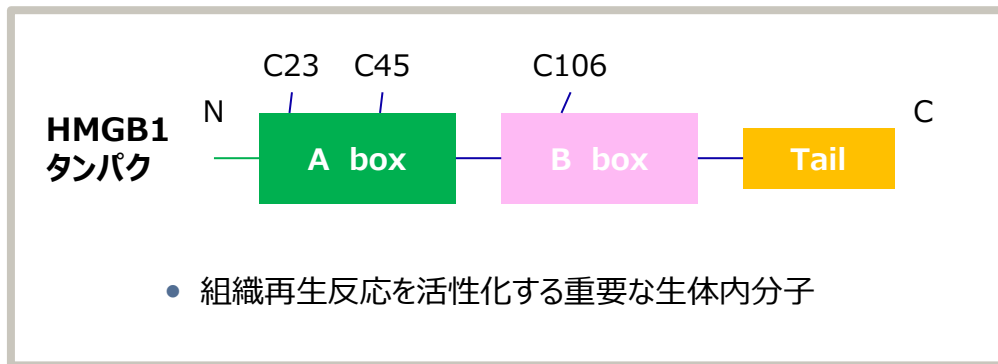 C23 C45 C106
N C
HMGB1
タンパク
A box B box Tail
• 組織再生反応を活性化する重要な生体内分子